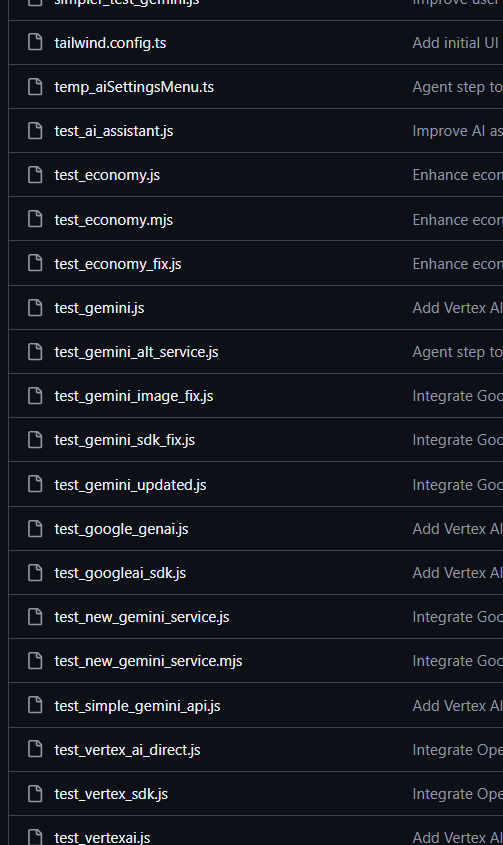 simpler_test_gemini.js Improve user
tailwind.config.ts Add initial UI
temp_aiSettingsMenu.ts Agent step to
test_ai_assistant.js Improve AI as
test_economy.js Enhance econ
test_economy.mjs Enhance econ
test_economy_fix.js Enhance econ
test_gemini.js Add Vertex AI
test_gemini_alt_service.js Agent step to
test_gemini_image_fix.js Integrate Goo
test_gemini_sdk_fix.js Integrate Goo
test_gemini_updated.js Integrate Goo
test_google_genai.js Add Vertex AI
test_googleai_sdk.js Add Vertex AI
test_new_gemini_service.js Integrate Goo
test_new_gemini_service.mjs Integrate Goo
test_simple_gemini_api.js Add Vertex AI
test_vertex_ai_direct.js Integrate Ope
test_vertex_sdk.js Integrate Ope
test_vertexai.js Add Vertex AI